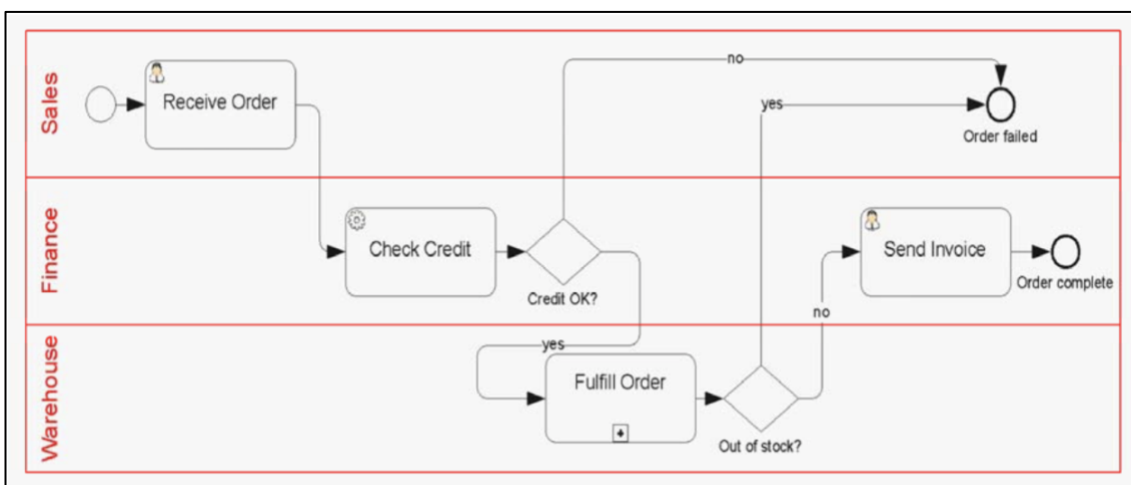 Sales
Receive Order
no
yes
Order failed
Finance
Check Credit
Credit OK?
Send Invoice
Order complete
no
Warehouse
yes
Fulfill Order
Out of stock?